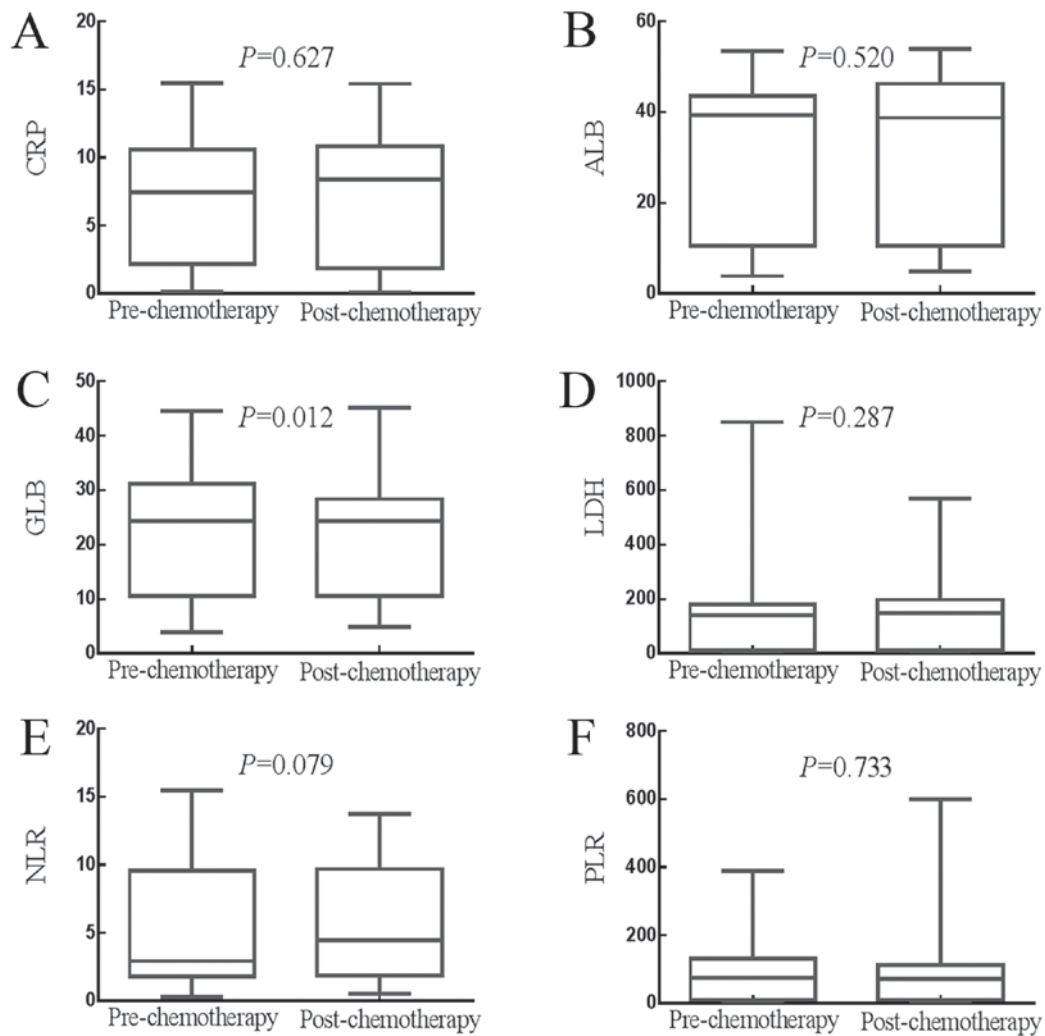 A
CRP
20
15
10
5
0
P=0.627
Pre-chemotherapy Post-chemotherapy
B
ALB
60
40
20
0
P=0.520
Pre-chemotherapy Post-chemotherapy
C
GLB
50
40
30
20
10
0
P=0.012
Pre-chemotherapy Post-chemotherapy
D
LDH
1000
800
600
400
200
0
P=0.287
Pre-chemotherapy Post-chemotherapy
E
NLR
20
15
10
5
0
P=0.079
Pre-chemotherapy Post-chemotherapy
F
PLR
800
600
400
200
0
P=0.733
Pre-chemotherapy Post-chemotherapy